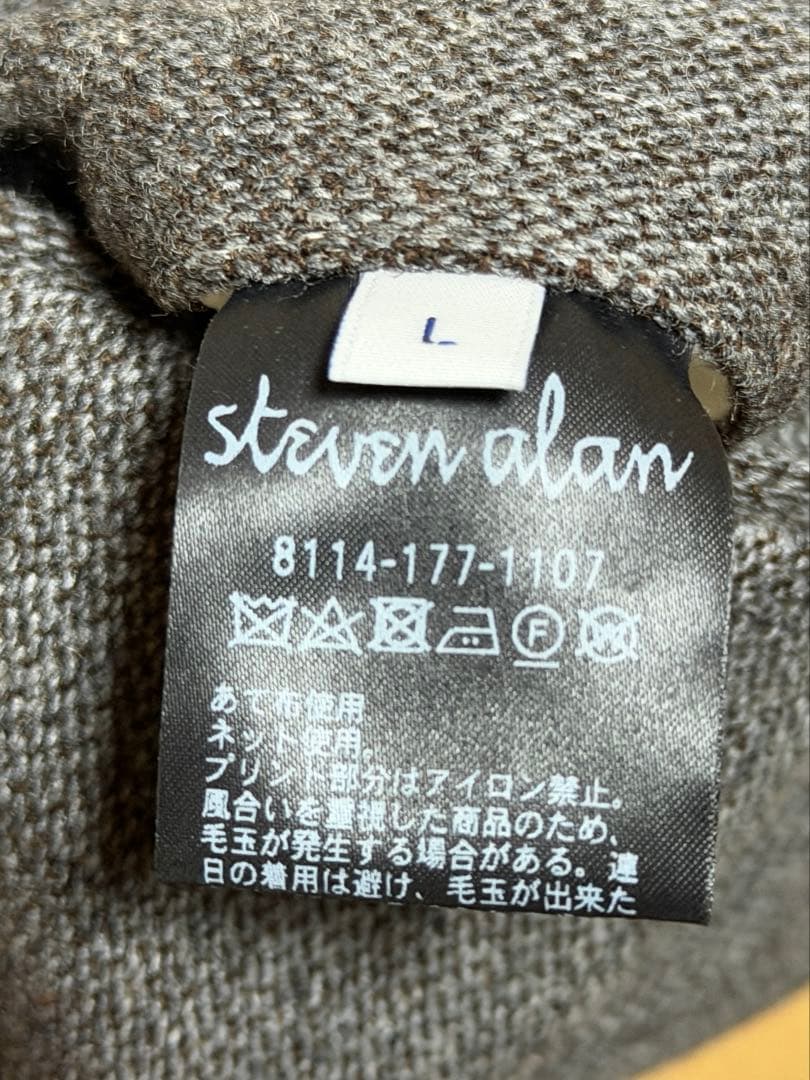 L
steven alan
8114-177-1107
F
W
あて布使用
ネット使用。
プリント部分はアイロン禁止。
風合いを重視した商品のため、
毛玉が発生する場合がある。連
日の着用は避け、毛玉が出来た